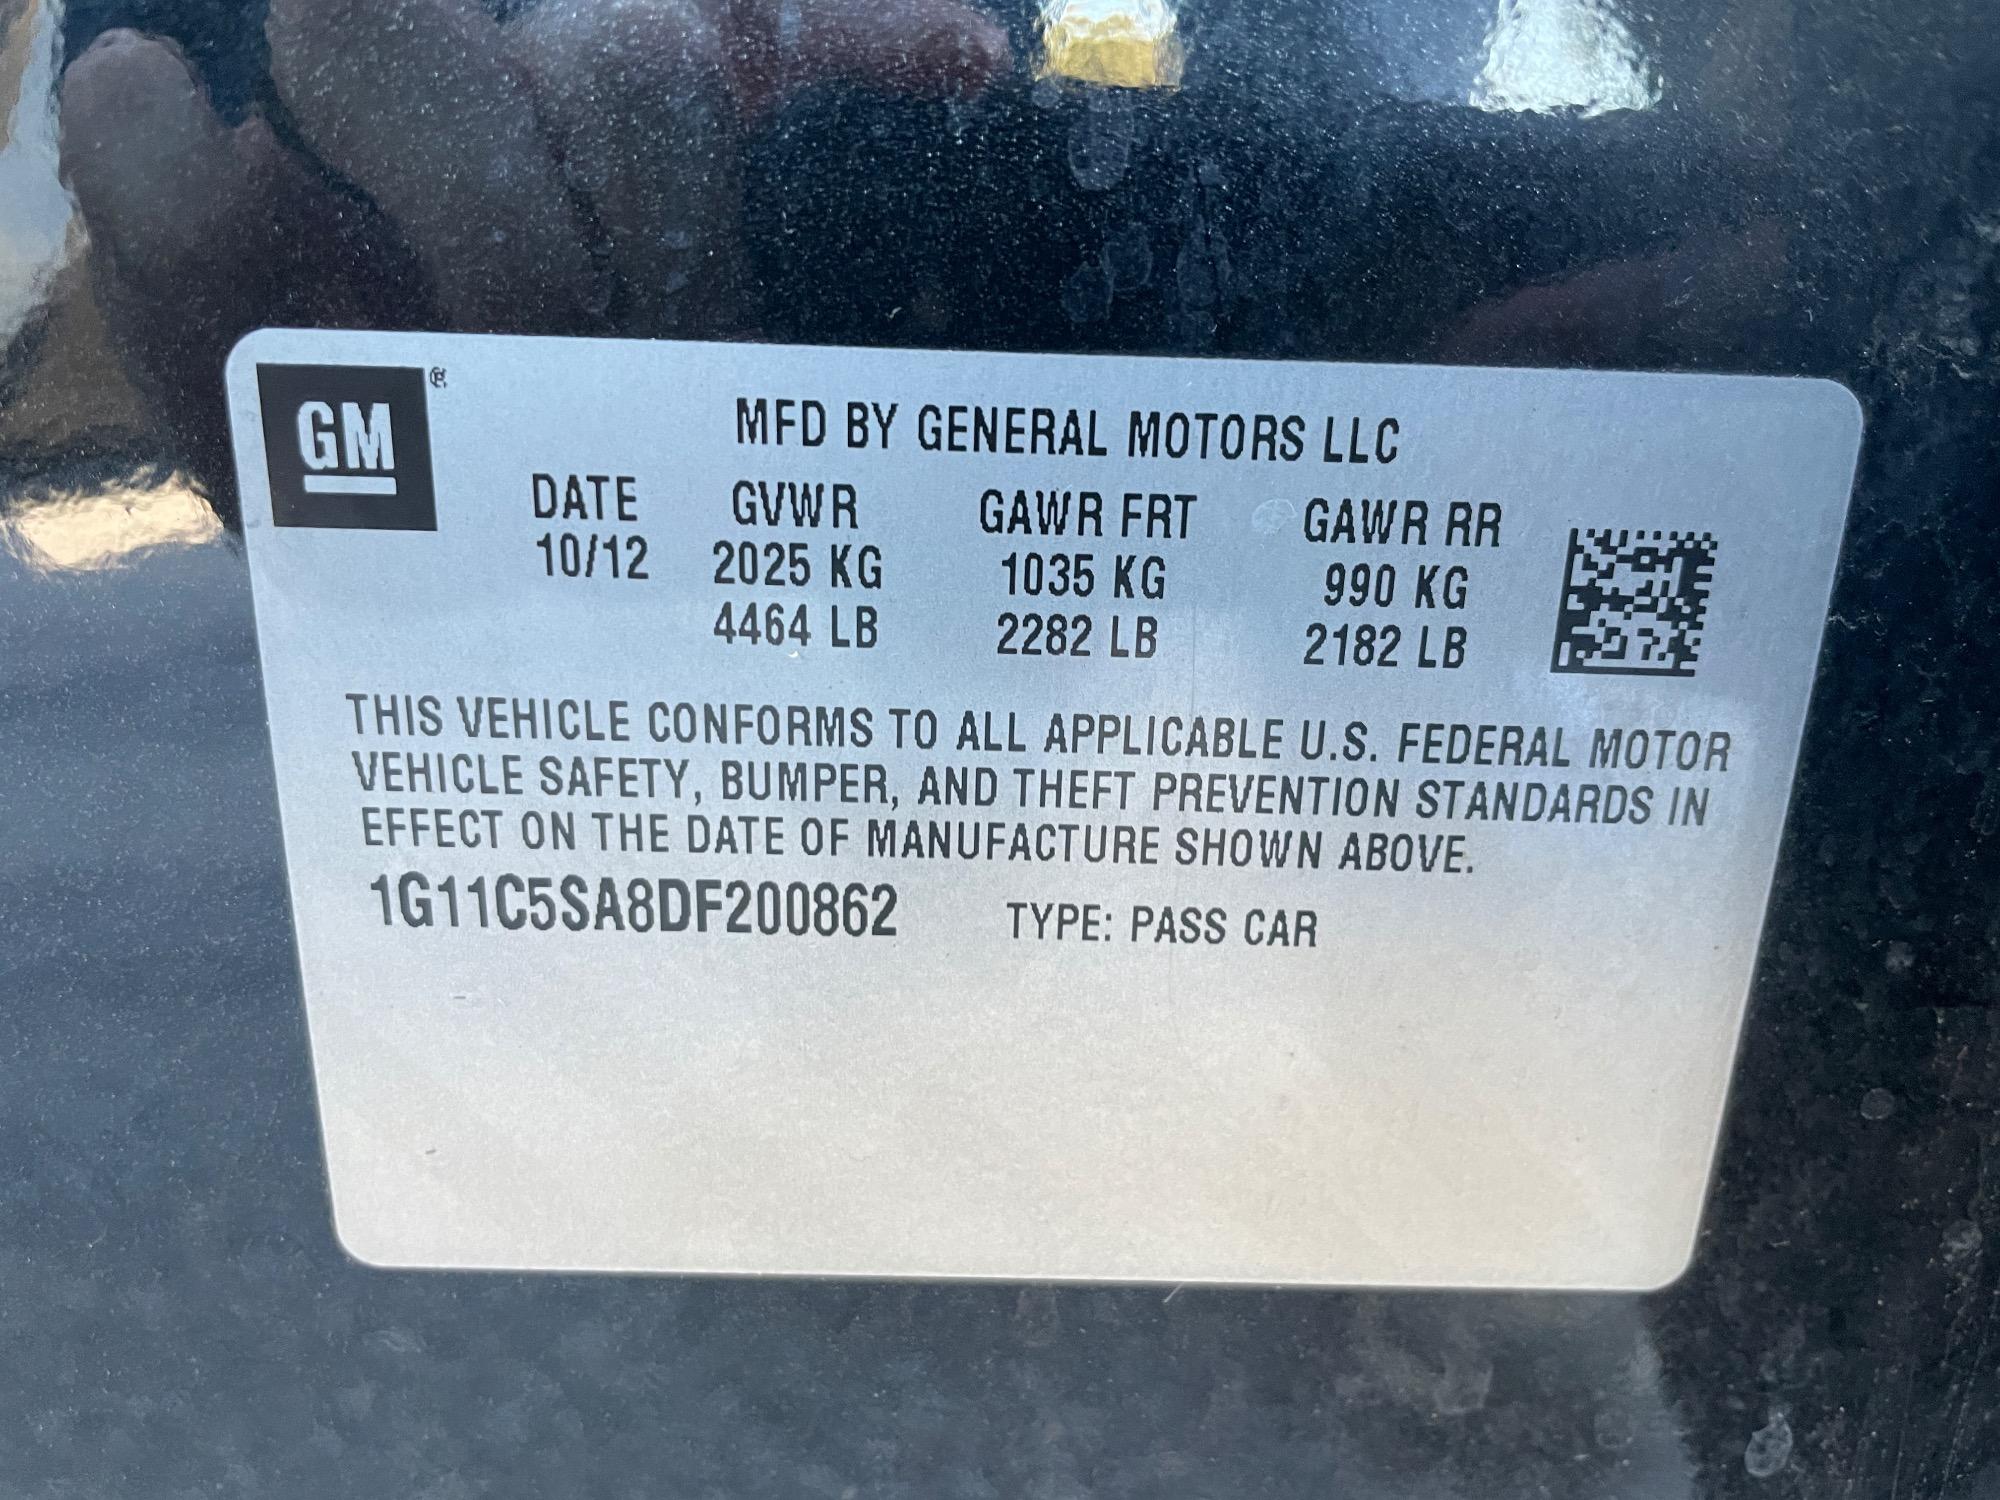 GM®
MFD BY GENERAL MOTORS LLC
DATE GVWR GAWR FRT GAWR RR
10/12 2025 KG 1035 KG 990 KG
4464 LB 2282 LB 2182 LB
THIS VEHICLE CONFORMS TO ALL APPLICABLE U.S. FEDERAL MOTOR
VEHICLE SAFETY, BUMPER, AND THEFT PREVENTION STANDARDS IN
EFFECT ON THE DATE OF MANUFACTURE SHOWN ABOVE.
1G11C5SA8DF200862 TYPE: PASS CAR